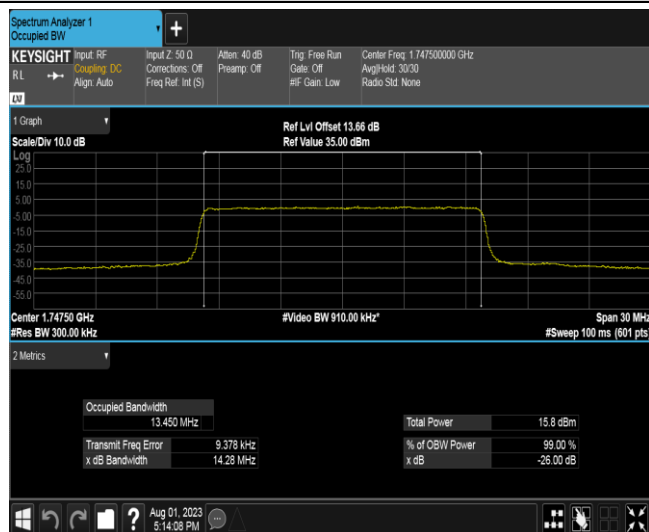 Spectrum Analyzer 1
Occupied BW
+
KEYSIGHT Input: RF Input Z: 50 Ω Atten: 40 dB Trig: Free Run Center Freq: 1.747500000 GHz
RL Coupling: DC Corrections: Off Preamp: Off Gate: Off Avg|Hold: 30/30
Align: Auto Freq Ref: Int (S) #IF Gain: Low Radio Std: None
LXI
1 Graph Ref Lvl Offset 13.66 dB
Scale/Div 10.0 dB Ref Value 35.00 dBm
Log
25.0
15.0
5.00
-5.00
-15.0
-25.0
-35.0
-45.0
-55.0
Center 1.74750 GHz #Video BW 910.00 kHz* Span 30 MHz
#Res BW 300.00 kHz #Sweep 100 ms (601 pts)
2 Metrics
Occupied Bandwidth
13.450 MHz Total Power 15.8 dBm
Transmit Freq Error 9.378 kHz % of OBW Power 99.00 %
x dB Bandwidth 14.28 MHz x dB -26.00 dB
? Aug 01, 2023
5:14:08 PM